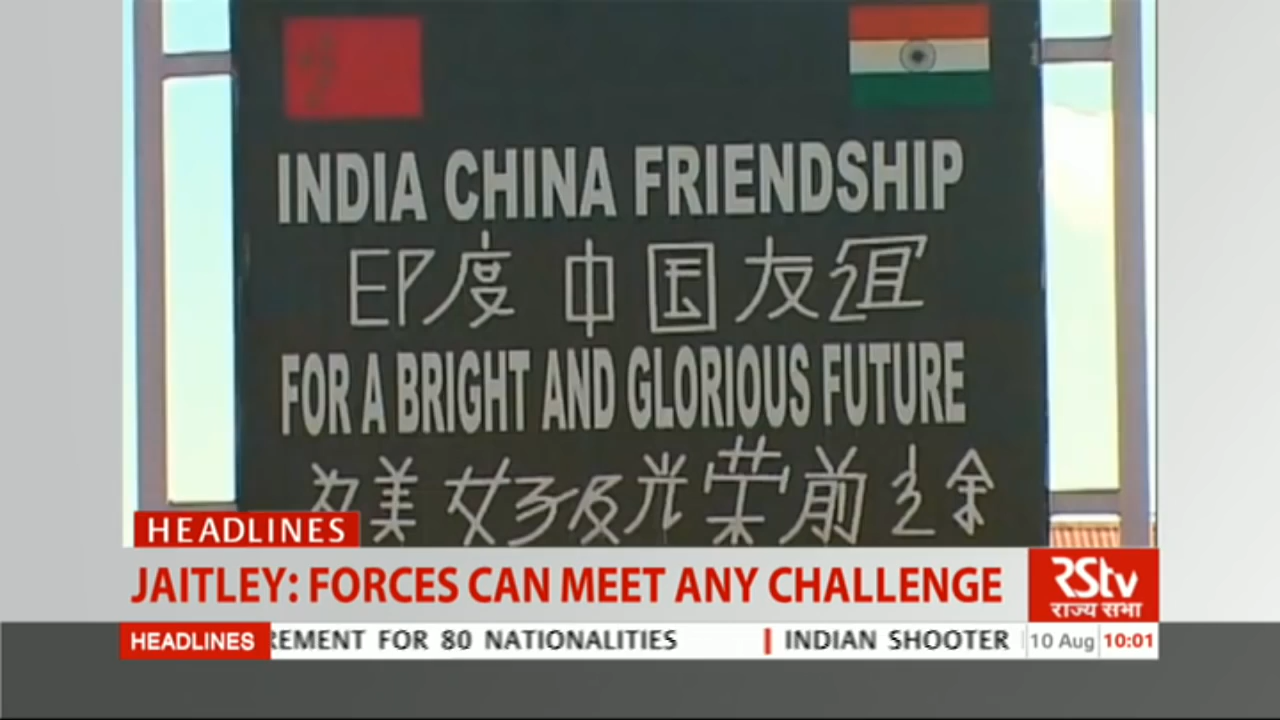 INDIA CHINA FRIENDSHIP
印度 中国友谊
FOR A BRIGHT AND GLORIOUS FUTURE
为美好及光荣前途
HEADLINES
JAITLEY: FORCES CAN MEET ANY CHALLENGE
RStv
राज्य सभा
HEADLINES
REMENT FOR 80 NATIONALITIES | INDIAN SHOOTER
10 Aug 10:01